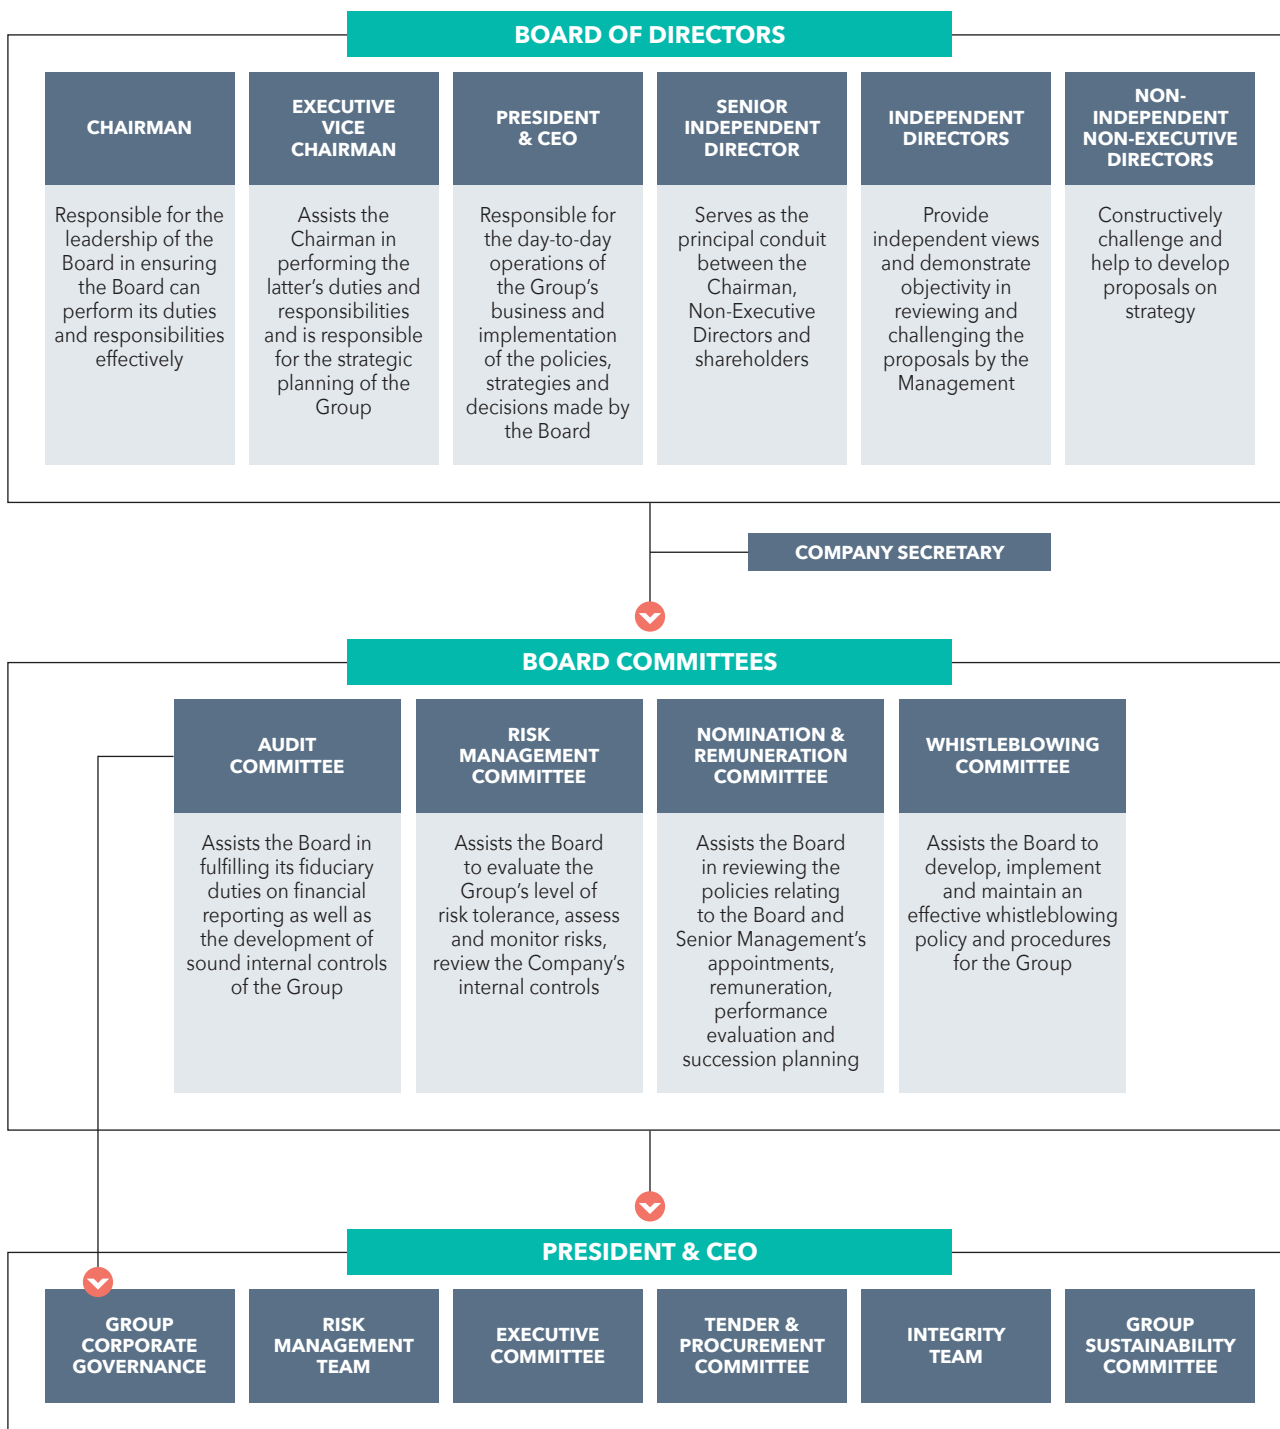 BOARD OF DIRECTORS
CHAIRMAN
Responsible for the
leadership of the
Board in ensuring
the Board can
perform its duties
and responsibilities
effectively
EXECUTIVE
VICE
CHAIRMAN
Assists the
Chairman in
performing the
latter’s duties and
responsibilities
and is responsible
for the strategic
planning of the
Group
PRESIDENT
& CEO
Responsible for
the day-to-day
operations of
the Group’s
business and
implementation
of the policies,
strategies and
decisions made by
the Board
SENIOR
INDEPENDENT
DIRECTOR
Serves as the
principal conduit
between the
Chairman,
Non-Executive
Directors and
shareholders
INDEPENDENT
DIRECTORS
Provide
independent views
and demonstrate
objectivity in
reviewing and
challenging the
proposals by the
Management
NON-
INDEPENDENT
NON-EXECUTIVE
DIRECTORS
Constructively
challenge and
help to develop
proposals on
strategy
COMPANY SECRETARY
BOARD COMMITTEES
AUDIT
COMMITTEE
Assists the Board in
fulfilling its fiduciary
duties on financial
reporting as well as
the development of
sound internal controls
of the Group
RISK
MANAGEMENT
COMMITTEE
Assists the Board
to evaluate the
Group’s level of
risk tolerance, assess
and monitor risks,
review the Company’s
internal controls
NOMINATION &
REMUNERATION
COMMITTEE
Assists the Board
in reviewing the
policies relating
to the Board and
Senior Management’s
appointments,
remuneration,
performance
evaluation and
succession planning
WHISTLEBLOWING
COMMITTEE
Assists the Board to
develop, implement
and maintain an
effective whistleblowing
policy and procedures
for the Group
PRESIDENT & CEO
GROUP
CORPORATE
GOVERNANCE
RISK
MANAGEMENT
TEAM
EXECUTIVE
COMMITTEE
TENDER &
PROCUREMENT
COMMITTEE
INTEGRITY
TEAM
GROUP
SUSTAINABILITY
COMMITTEE